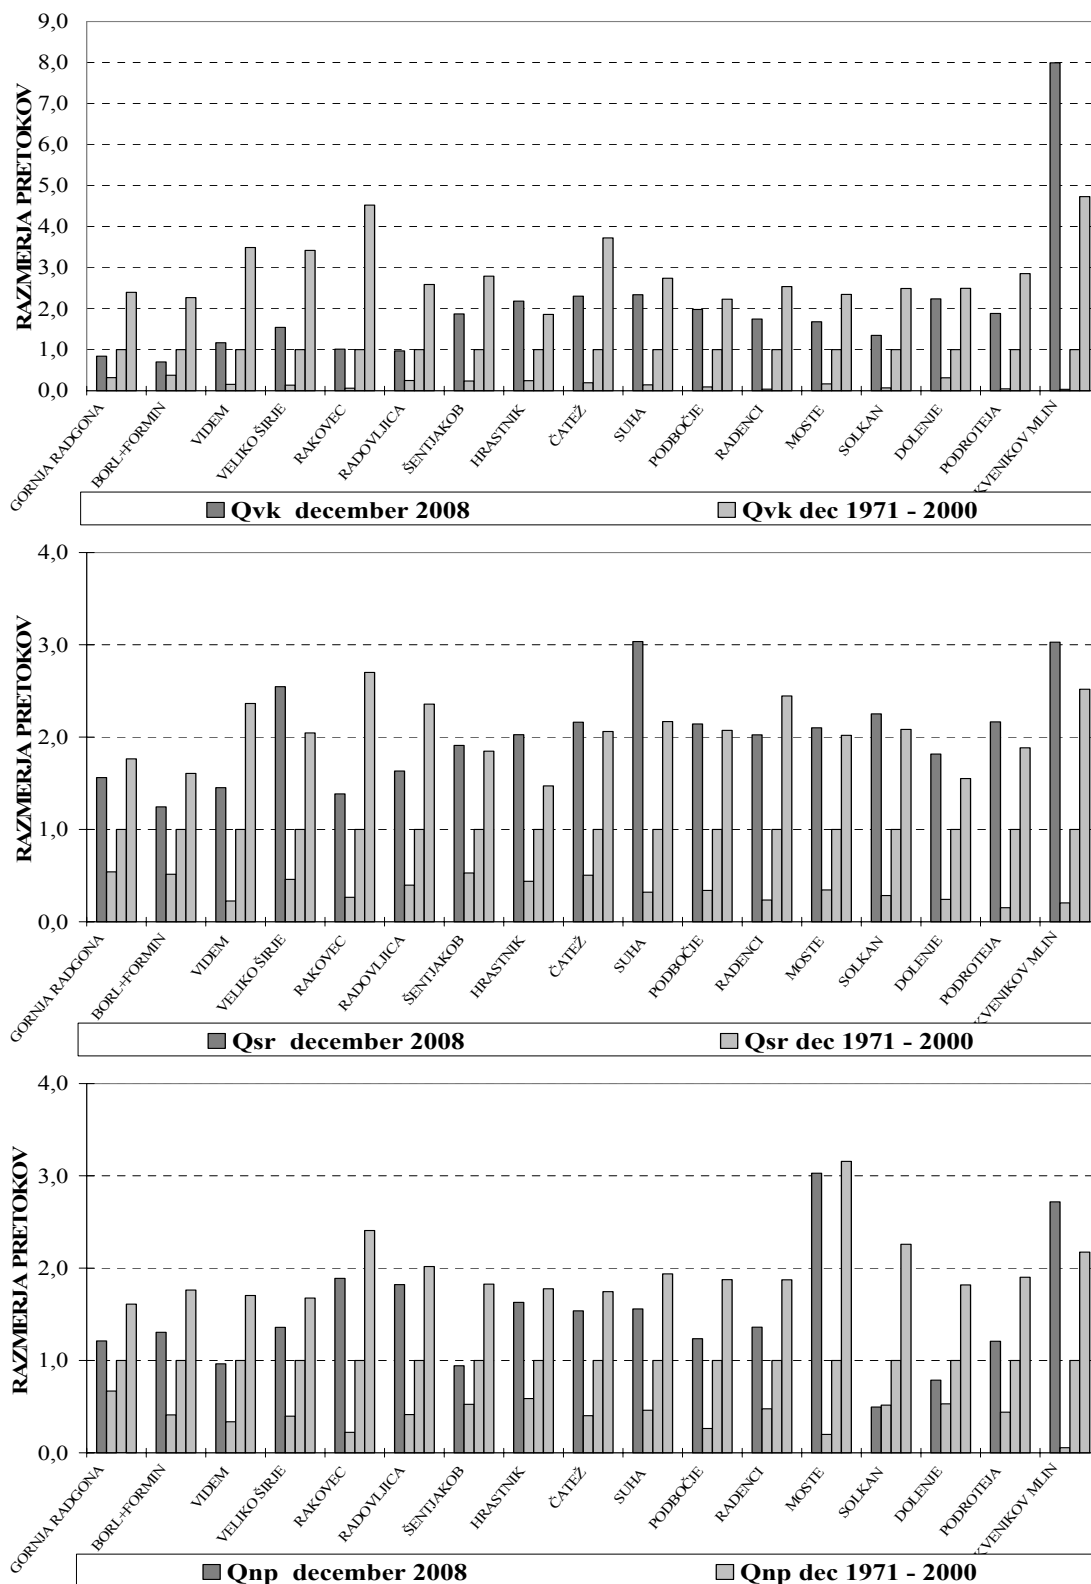 RAZMERJA PRETOKOV
9,0
8,0
7,0
6,0
5,0
4,0
3,0
2,0
1,0
0,0
GORNJA RADGONA
BORL+FORMIN
VIDEM
VELIKO ŠIRJE
RAKOVEC
RADOVLJICA
ŠENTJAKOB
HRASTNIK
ČATEŽ
SUHA
PODBOČJE
RADENCI
MOSTE
SOLKAN
DOLENJE
PODROTEJA
KVENIKOV MLIN
Qvk december 2008
Qvk dec 1971 - 2000
RAZMERJA PRETOKOV
4,0
3,0
2,0
1,0
0,0
GORNJA RADGONA
BORL+FORMIN
VIDEM
VELIKO ŠIRJE
RAKOVEC
RADOVLJICA
ŠENTJAKOB
HRASTNIK
ČATEŽ
SUHA
PODBOČJE
RADENCI
MOSTE
SOLKAN
DOLENJE
PODROTEJA
KVENIKOV MLIN
Qsr december 2008
Qsr dec 1971 - 2000
RAZMERJA PRETOKOV
4,0
3,0
2,0
1,0
0,0
GORNJA RADGONA
BORL+FORMIN
VIDEM
VELIKO ŠIRJE
RAKOVEC
RADOVLJICA
ŠENTJAKOB
HRASTNIK
ČATEŽ
SUHA
PODBOČJE
RADENCI
MOSTE
SOLKAN
DOLENJE
PODROTEJA
KVENIKOV MLIN
Qnp december 2008
Qnp dec 1971 - 2000